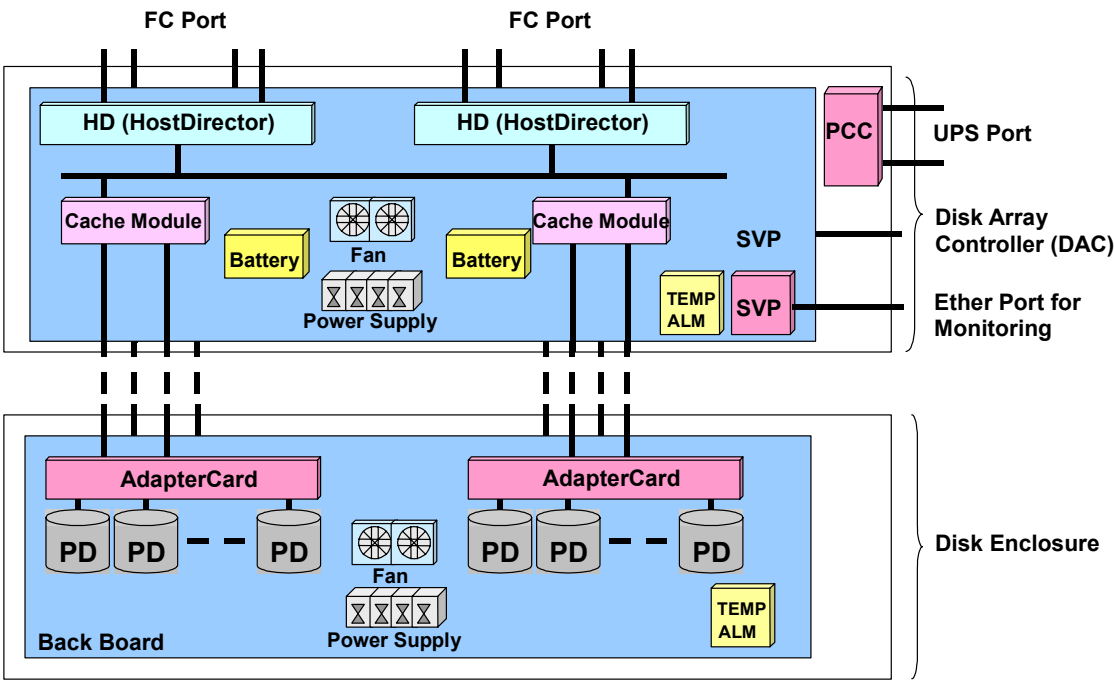 FC Port
FC Port
HD (HostDirector)
HD (HostDirector)
PCC
UPS Port
Cache Module
Cache Module
Disk Array
Controller (DAC)
SVP
Battery
Fan
Battery
TEMP
ALM
SVP
Ether Port for
Monitoring
Power Supply
AdapterCard
AdapterCard
PD
PD
PD
PD
PD
PD
Disk Enclosure
Fan
TEMP
ALM
Back Board
Power Supply